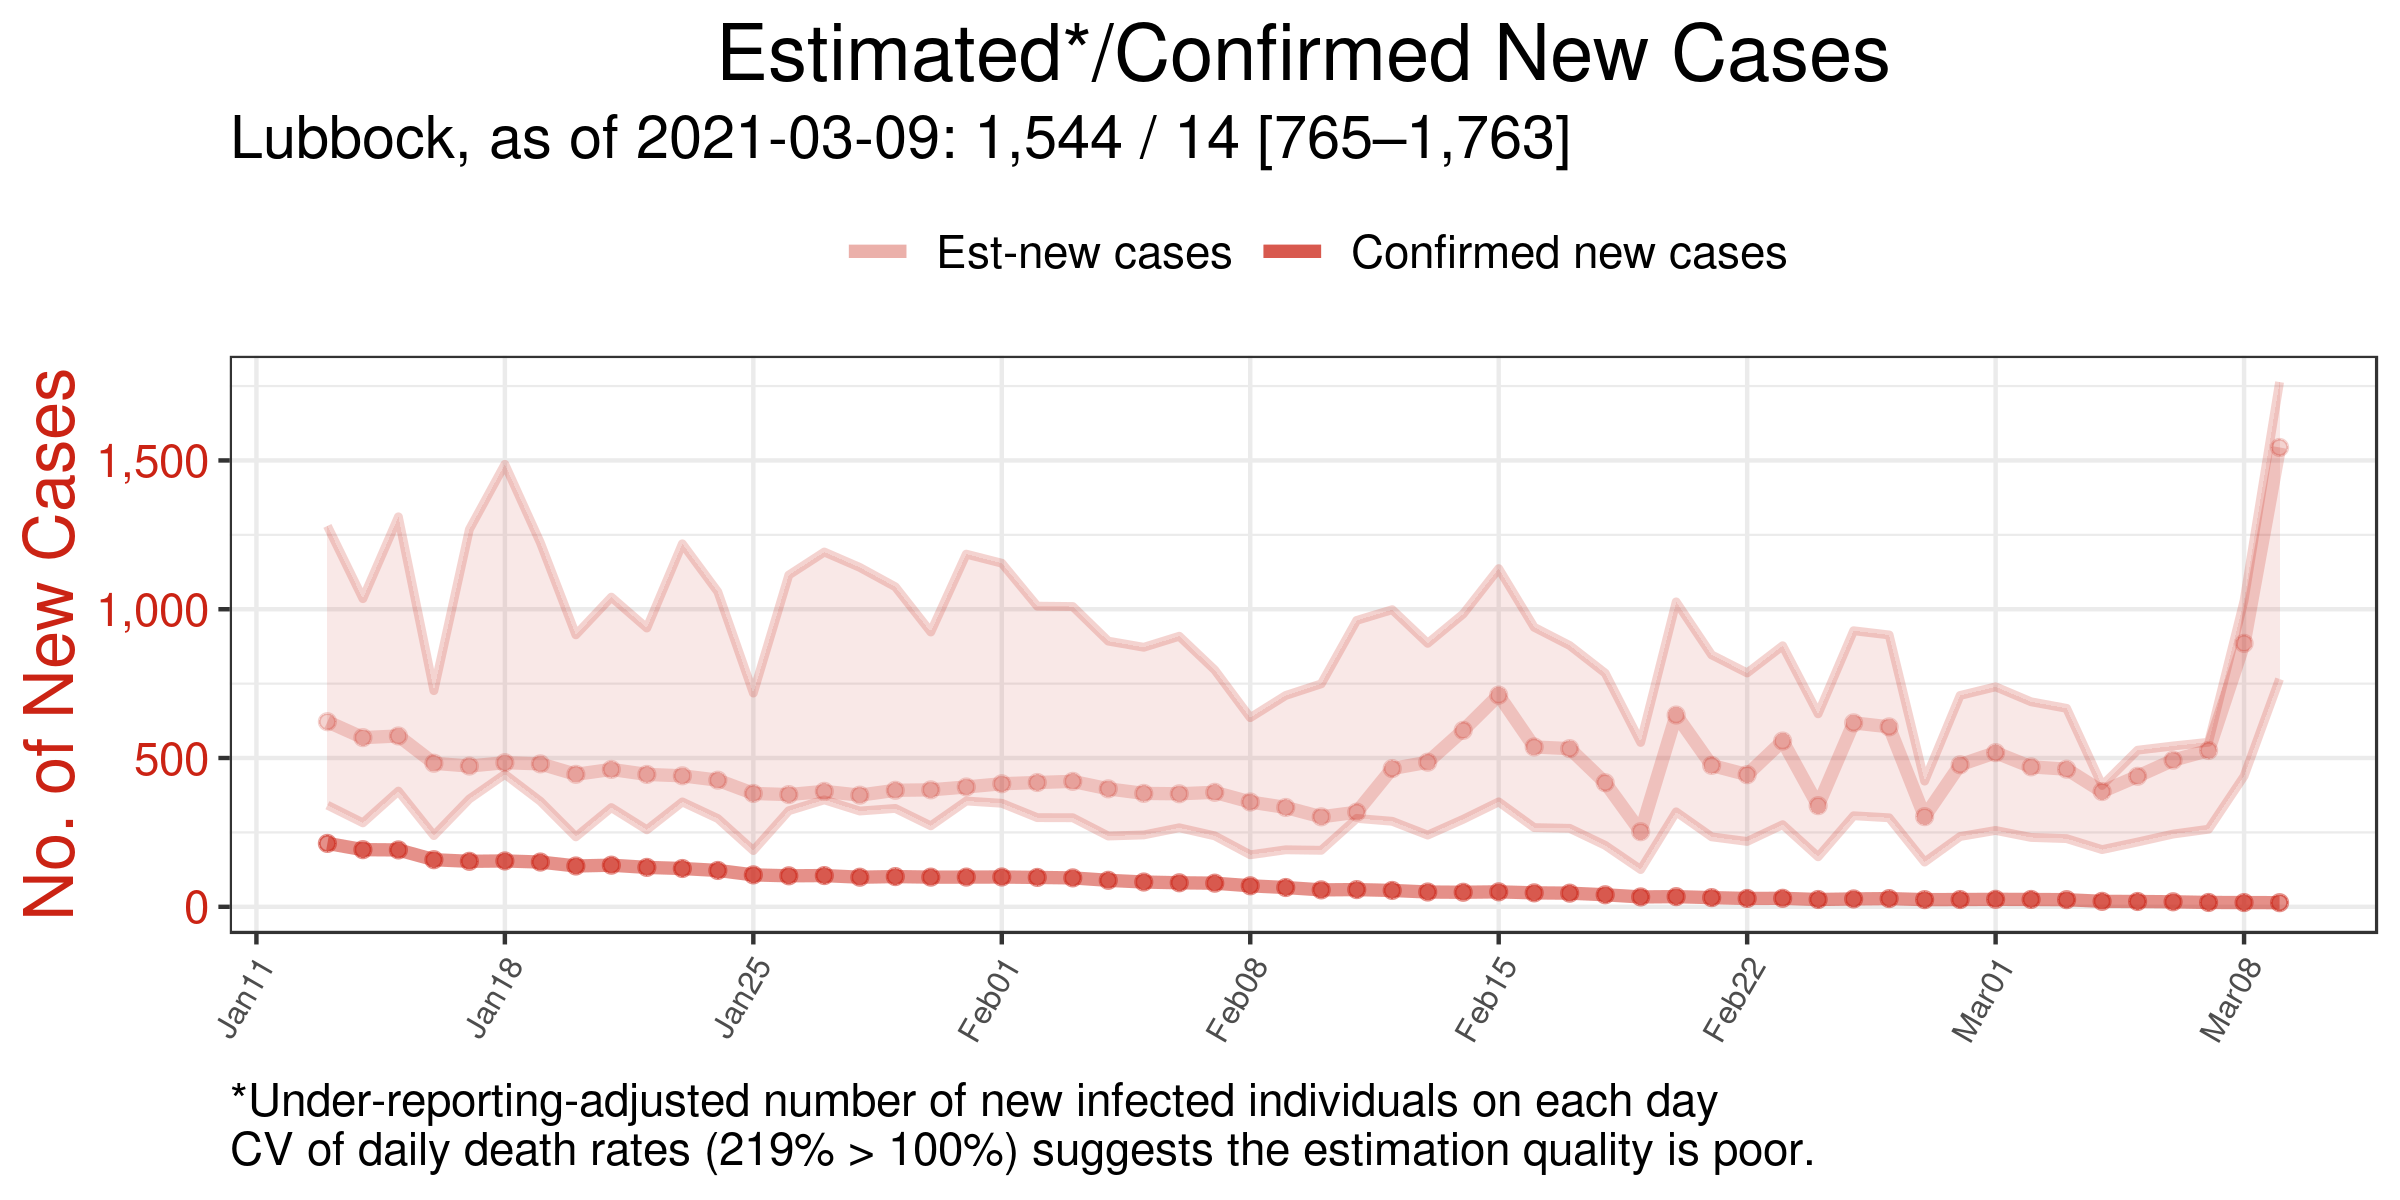 Estimated*/Confirmed New Cases
Lubbock, as of 2021-03-09: 1,544 / 14 [765–1,763]
Est-new cases Confirmed new cases
No. of New Cases
1,500
1,000
500
0
Jan11 Jan18 Jan25 Feb01 Feb08 Feb15 Feb22 Mar01 Mar08
*Under-reporting-adjusted number of new infected individuals on each day
CV of daily death rates (219% > 100%) suggests the estimation quality is poor.